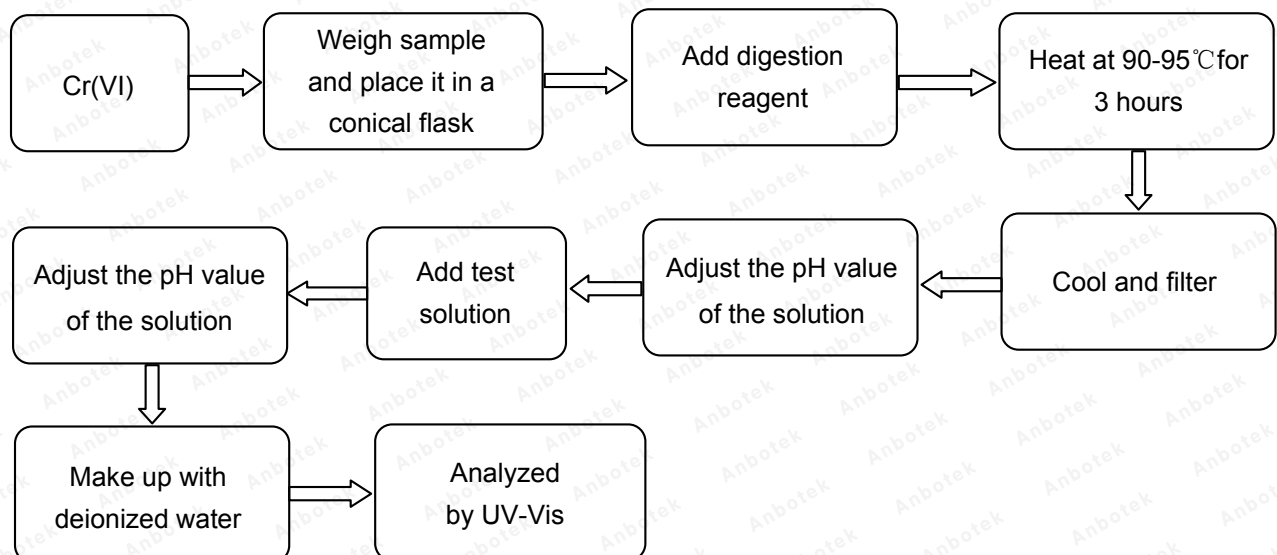 Cr(VI)
Weigh sample
and place it in a
conical flask
Add digestion
reagent
Heat at 90-95℃for
3 hours
Cool and filter
Adjust the pH value
of the solution
Add test
solution
Adjust the pH value
of the solution
Make up with
deionized water
Analyzed
by UV-Vis
Anbotek